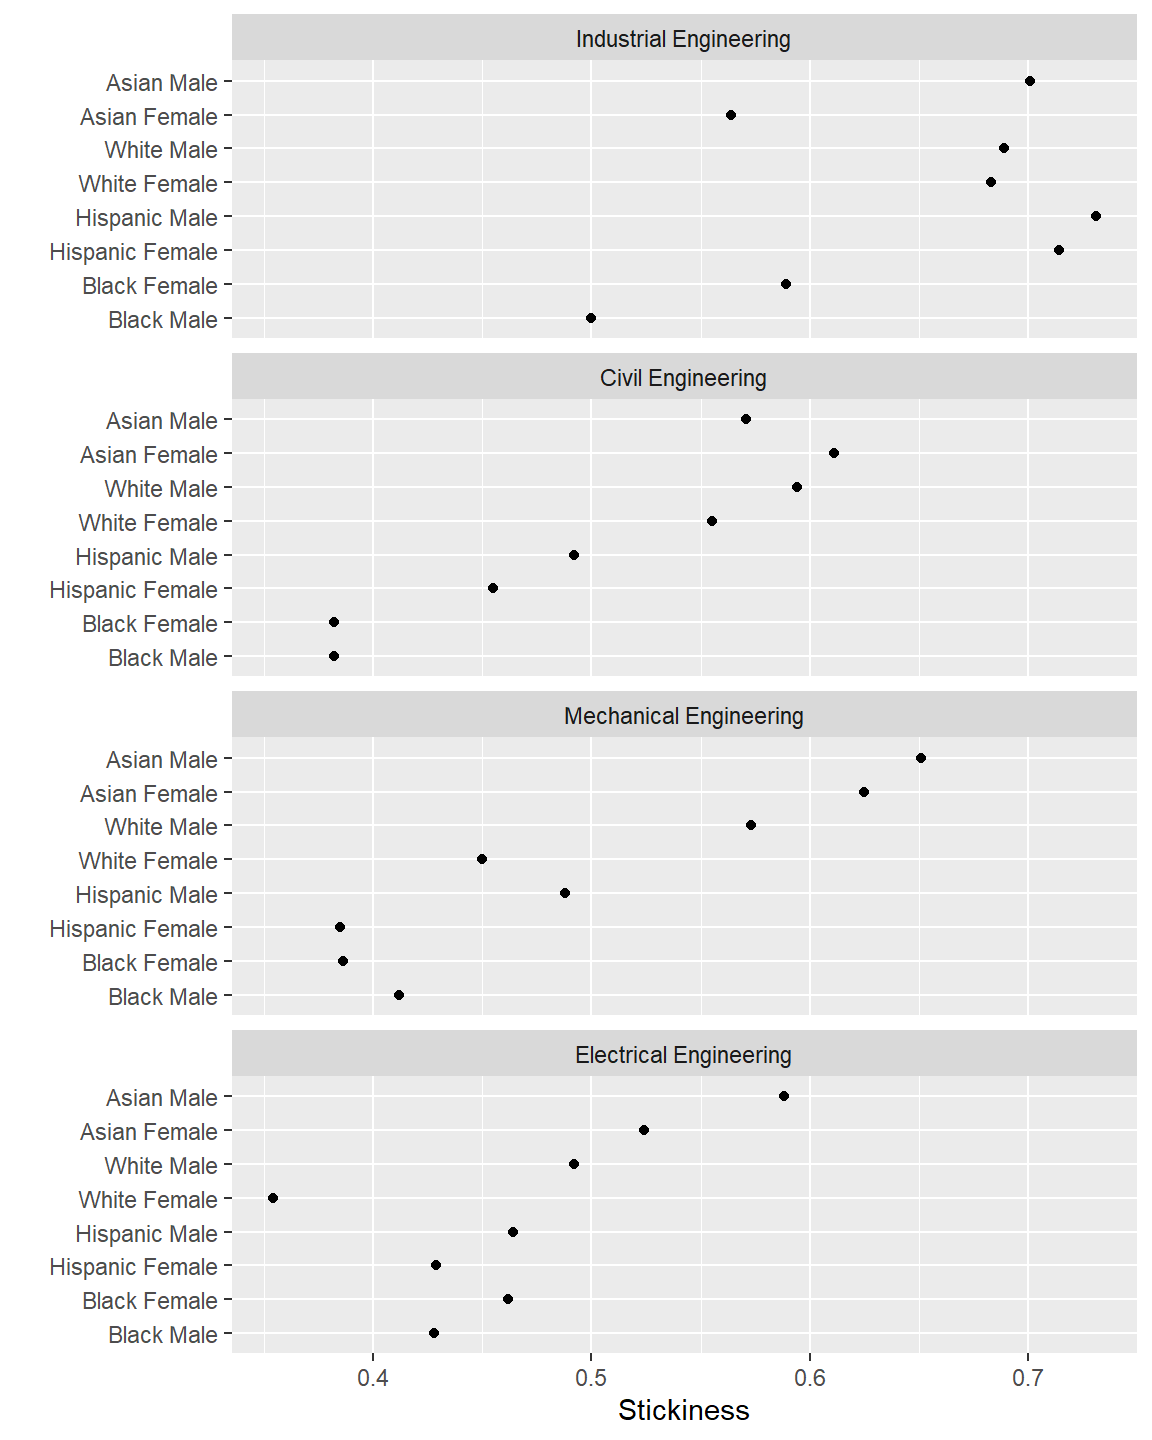 Industrial Engineering
Asian Male
Asian Female
White Male
White Female
Hispanic Male
Hispanic Female
Black Female
Black Male
Civil Engineering
Asian Male
Asian Female
White Male
White Female
Hispanic Male
Hispanic Female
Black Female
Black Male
Mechanical Engineering
Asian Male
Asian Female
White Male
White Female
Hispanic Male
Hispanic Female
Black Female
Black Male
Electrical Engineering
Asian Male
Asian Female
White Male
White Female
Hispanic Male
Hispanic Female
Black Female
Black Male
0.4 0.5 0.6 0.7
Stickiness